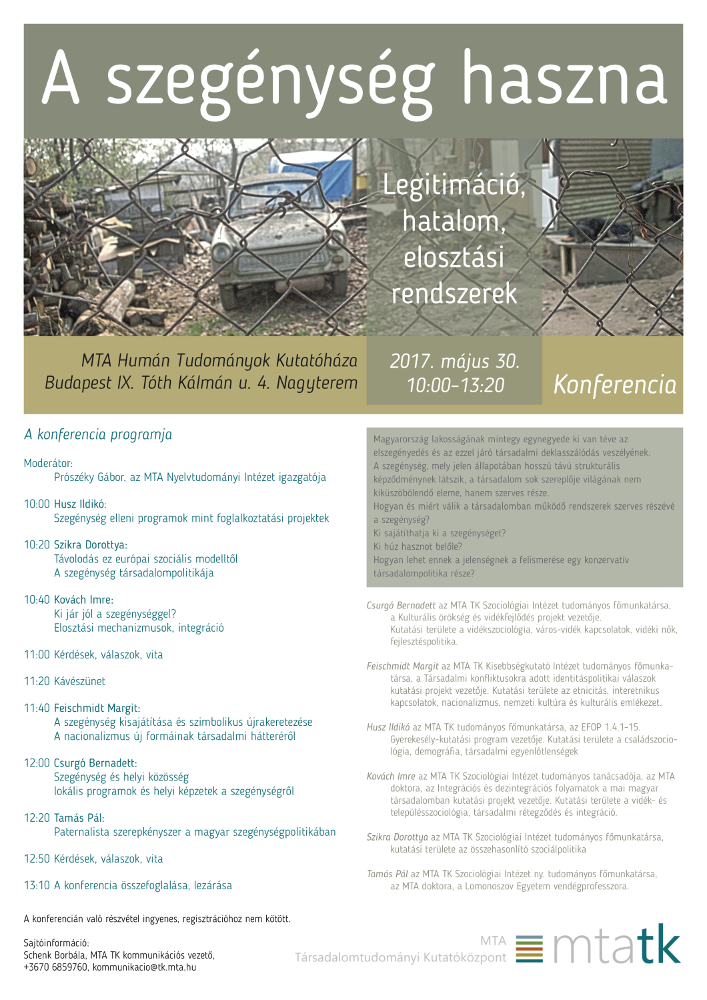 A szegénység haszna
Legitimáció,
hatalom,
elosztási
rendszerek
MTA Humán Tudományok Kutatóháza
Budapest IX. Tóth Kálmán u. 4. Nagyterem
2017. május 30.
10:00-13:20
Konferencia
A konferencia programja
Moderátor:
Prószéky Gábor, az MTA Nyelvtudományi Intézet igazgatója
10:00 Husz Ildikó:
Szegénység elleni programok mint foglalkoztatási projektek
10:20 Szikra Dorottya:
Távolodás ez európai szociális modelltől
A szegénység társadalompolitikája
10:40 Kovách Imre:
Ki jár jól a szegénységgel?
Elosztási mechanizmusok, integráció
11:00 Kérdések, válaszok, vita
11:20 Kávészünet
11:40 Feischmidt Margit:
A szegénység kisajátítása és szimbolikus újrakeretezése
A nacionalizmus új formáinak társadalmi hátteréről
12:00 Csurgó Bernadett:
Szegénység és helyi közösség
lokális programok és helyi képzetek a szegénységről
12:20 Tamás Pál:
Paternalista szerepkényszer a magyar szegénységpolitikában
12:50 Kérdések, válaszok, vita
13:10 A konferencia összefoglalása, lezárása
A konferencián való részvétel ingyenes, regisztrációhoz nem kötött.
Sajtóinformáció:
Schenk Borbála, MTA TK kommunikációs vezető,
+3670 6859760, kommunikacio@tk.mta.hu
Magyarország lakosságának mintegy egynegyede ki van téve az
elszegényedés és az ezzel járó társadalmi deklasszálódás veszélyének.
A szegénység, mely jelen állapotában hosszú távú strukturális
képződménynek látszik, a társadalom sok szereplője világának nem
kiküszöbölendő eleme, hanem szerves része.
Hogyan és miért válik a társadalomban működő rendszerek szerves részévé
a szegénység?
Ki sajátíthatja ki a szegénységet?
Ki húz hasznot belőle?
Hogyan lehet ennek a jelenségnek a felismerése egy konzervatív
társadalompolitika része?
Csurgó Bernadett az MTA TK Szociológiai Intézet tudományos főmunkatársa,
a Kulturális örökség és vidékfejlődés projekt vezetője.
Kutatási területe a vidékszociológia, város-vidék kapcsolatok, vidéki nők,
fejlesztéspolitika.
Feischmidt Margit az MTA TK Kisebbségkutató Intézet tudományos főmunka-
társa, a Társadalmi konfliktusokra adott identitáspolitikai válaszok
kutatási projekt vezetője. Kutatási területe az etnicitás, interetnikus
kapcsolatok, nacionalizmus, nemzeti kultúra és kulturális emlékezet.
Husz Ildikó az MTA TK tudományos főmunkatársa, az EFOP 1.4.1-15.
Gyerekesély-kutatási program vezetője. Kutatási területe a családszocio-
lógia, demográfia, társadalmi egyenlőtlenségek
Kovách Imre az MTA TK Szociológiai Intézet tudományos tanácsadója, az MTA
doktora, az Integrációs és dezintegrációs folyamatok a mai magyar
társadalomban kutatási projekt vezetője. Kutatási területe a vidék- és
településszociológia, társadalmi rétegződés és integráció.
Szikra Dorottya az MTA TK Szociológiai Intézet tudományos főmunkatársa,
kutatási területe az összehasonlító szociálpolitika
Tamás Pál az MTA TK Szociológiai Intézet ny. tudományos főmunkatársa,
az MTA doktora, a Lomonoszov Egyetem vendégprofesszora.
MTA
Társadalomtudományi Kutatóközpont
mtatk